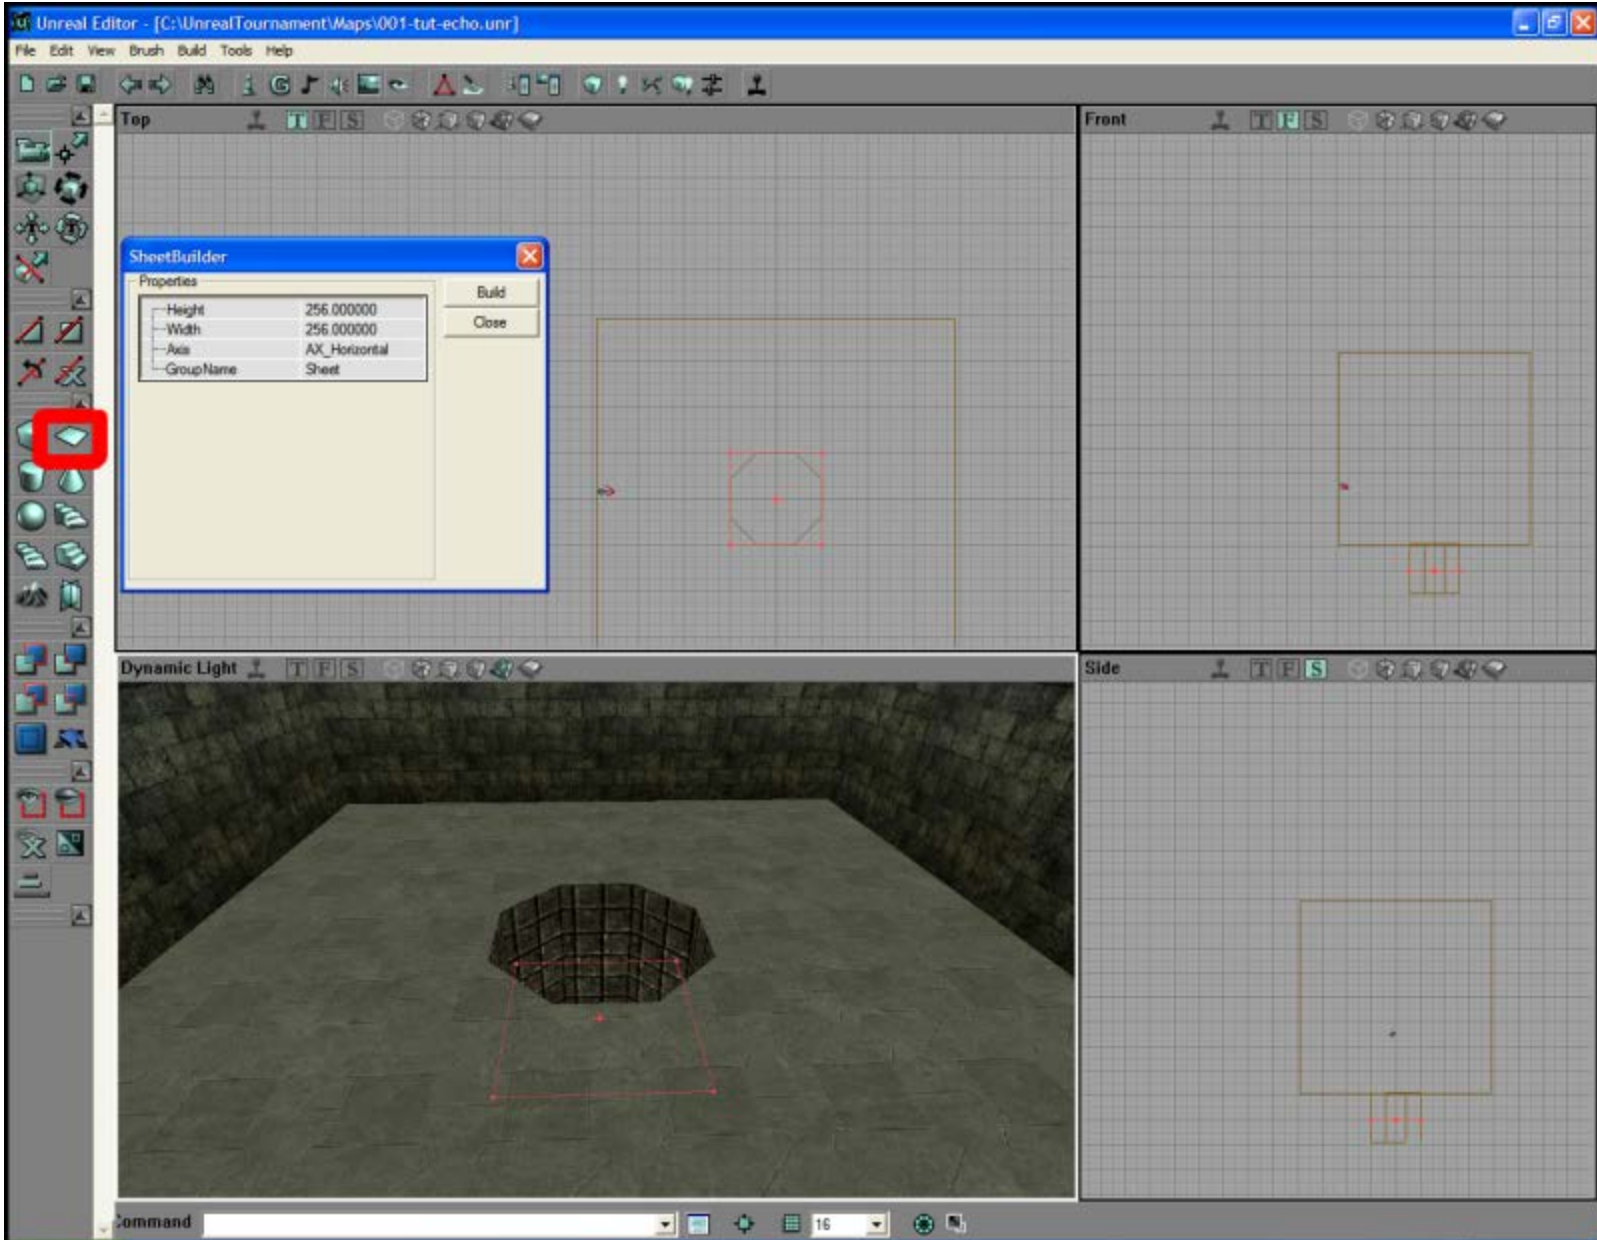 Unreal Editor - [C:\UnrealTournament\Maps\001-tut-echo.unr]
File Edit View Brush Build Tools Help
Top T F S
Front T F S
SheetBuilder
Properties
Height 256.000000
Width 256.000000
Axis AX_Horizontal
GroupName Sheet
Build
Close
Dynamic Light T F S
Side T F S
Command
16